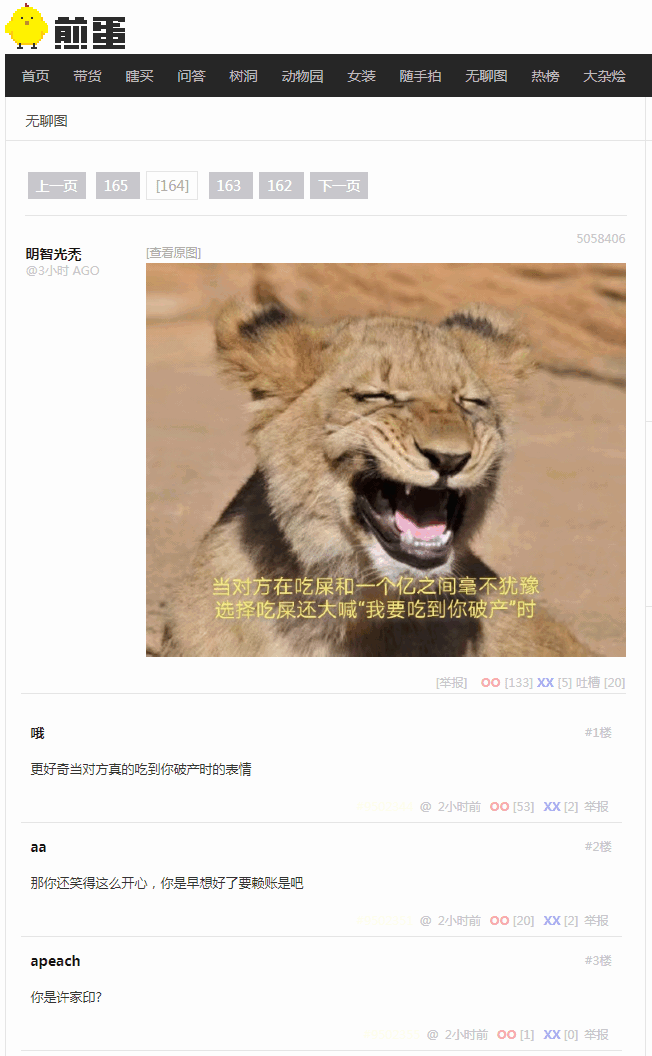 煎蛋
首页 带货 瞎买 问答 树洞 动物园 女装 随手拍 无聊图 热榜 大杂烩
无聊图
上一页 165 [164] 163 162 下一页
5058406
明智光秃 [查看原图]
@3小时 AGO
当对方在吃屎和一个亿之间毫不犹豫
选择吃屎还大喊“我要吃到你破产”时
[举报] OO [133] XX [5] 吐槽 [20]
哦 #1楼
更好奇当对方真的吃到你破产时的表情
@ 2小时前 OO [53] XX [2] 举报
aa #2楼
那你还笑得这么开心，你是早想好了要赖账是吧
@ 2小时前 OO [20] XX [2] 举报
apeach #3楼
你是许家印?
@ 2小时前 OO [1] XX [0] 举报